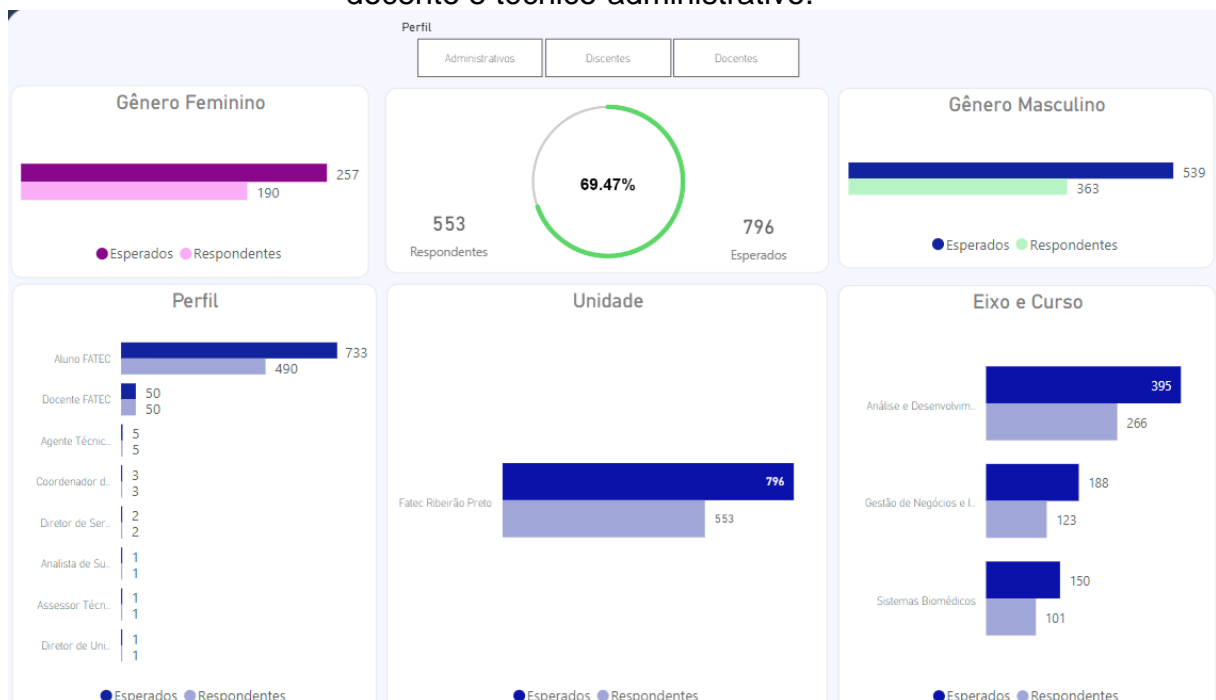 docente e técnico-administrativo.
Perfil
Administrativos Discentes Docentes
Gênero Feminino
257
190
Esperados Respondentes
69.47%
553
Respondentes
796
Esperados
Gênero Masculino
539
363
Esperados Respondentes
Perfil
Aluno FATEC 733
490
Docente FATEC 50
50
Agente Técnic... 5
5
Coordenador d... 3
3
Diretor de Ser... 2
2
Analista de Su... 1
1
Assessor Técn... 1
1
Diretor de Uni... 1
1
Esperados Respondentes
Unidade
Fatec Ribeirão Preto 796
553
Esperados Respondentes
Eixo e Curso
Análise e Desenvolvim... 395
266
Gestão de Negócios e I... 188
123
Sistemas Biomédicos 150
101
Esperados Respondentes